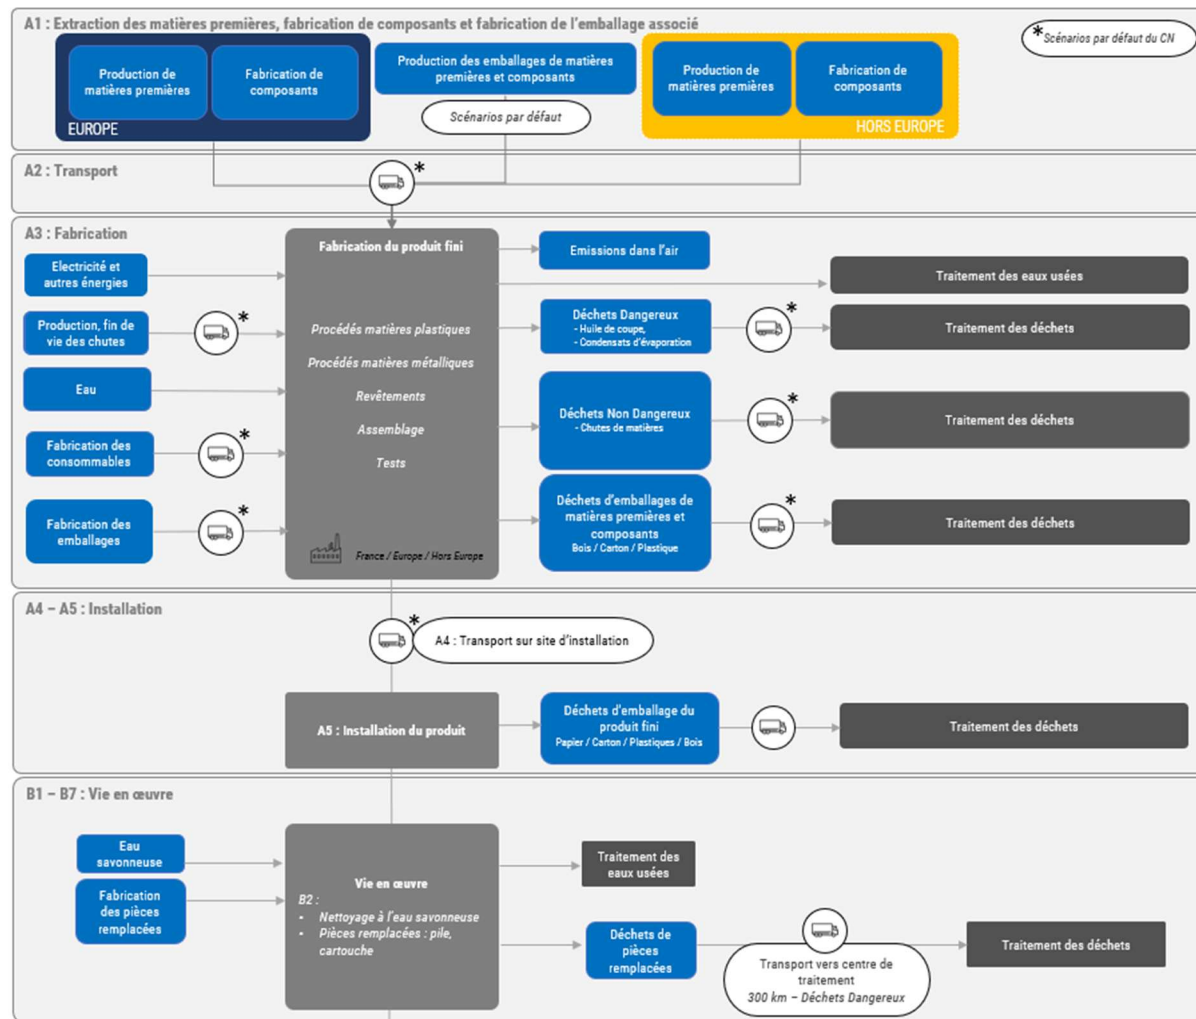 A1 : Extraction des matières premières, fabrication de composants et fabrication de l'emballage associé
* Scénarios par défaut du CN
Production de
matières premières
Fabrication de
composants
EUROPE
Production des emballages de matières
premières et composants
Scénarios par défaut
Production de
matières premières
Fabrication de
composants
HORS EUROPE
A2 : Transport
*
A3 : Fabrication
Electricité et
autres énergies
Production, fin de
vie des chutes
*
Eau
Fabrication des
consommables
*
Fabrication des
emballages
*
Fabrication du produit fini
Procédés matières plastiques
Procédés matières métalliques
Revêtements
Assemblage
Tests
France / Europe / Hors Europe
Emissions dans l'air
Traitement des eaux usées
Déchets Dangereux
- Huile de coupe,
- Condensats d'évaporation
*
Traitement des déchets
Déchets Non Dangereux
- Chutes de matières
*
Traitement des déchets
Déchets d'emballages de
matières premières et
composants
Bois / Carton / Plastique
*
Traitement des déchets
A4 – A5 : Installation
*
A4 : Transport sur site d'installation
A5 : Installation du produit
Déchets d'emballage du
produit fini
Papier / Carton / Plastiques / Bois
Traitement des déchets
B1 – B7 : Vie en œuvre
Eau
savonneuse
Fabrication
des pièces
remplacées
Vie en œuvre
B2 :
- Nettoyage à l'eau savonneuse
- Pièces remplacées : pile,
cartouche
Traitement des
eaux usées
Déchets de
pièces
remplacées
Transport vers centre de
traitement
300 km – Déchets Dangereux
Traitement des déchets